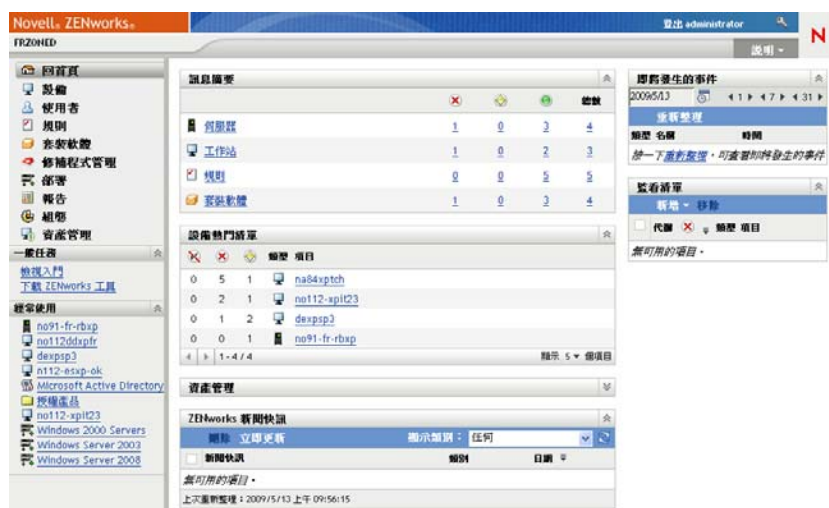 Novell® ZENworks®
登出 administrator
FRZONED
說明
N
回首頁
設備
使用者
規則
套裝軟體
修補程式管理
部署
報告
組態
資產管理
一般任務
檢視入門
下載 ZENworks 工具
經常使用
no91-fr-rbxp
no112ddxpfr
dexpsp3
n112-esxp-ok
Microsoft Active Directory
授權產品
no112-xplt23
Windows 2000 Servers
Windows Server 2003
Windows Server 2008
訊息摘要
總數
伺服器 1 0 3 4
工作站 1 0 2 3
規則 0 0 5 5
套裝軟體 1 0 3 4
設備熱門清單
類型 項目
0 5 1 na84xptch
0 2 1 no112-xplt23
0 1 2 dexpsp3
0 0 1 no91-fr-rbxp
1 - 4 / 4 顯示 5 個項目
資產管理
ZENworks 新聞快訊
刪除 立即更新 顯示類別： 任何
新聞快訊 類別 日期
無可用的項目。
上次重新整理：2009/5/13 上午 09:56:15
即將發生的事件
2009/5/13 1 7 31
重新整理
類型 名稱 時間
按一下重新整理，可查看即將發生的事件
監看清單
新增 移除
代碼 類型 項目
無可用的項目。